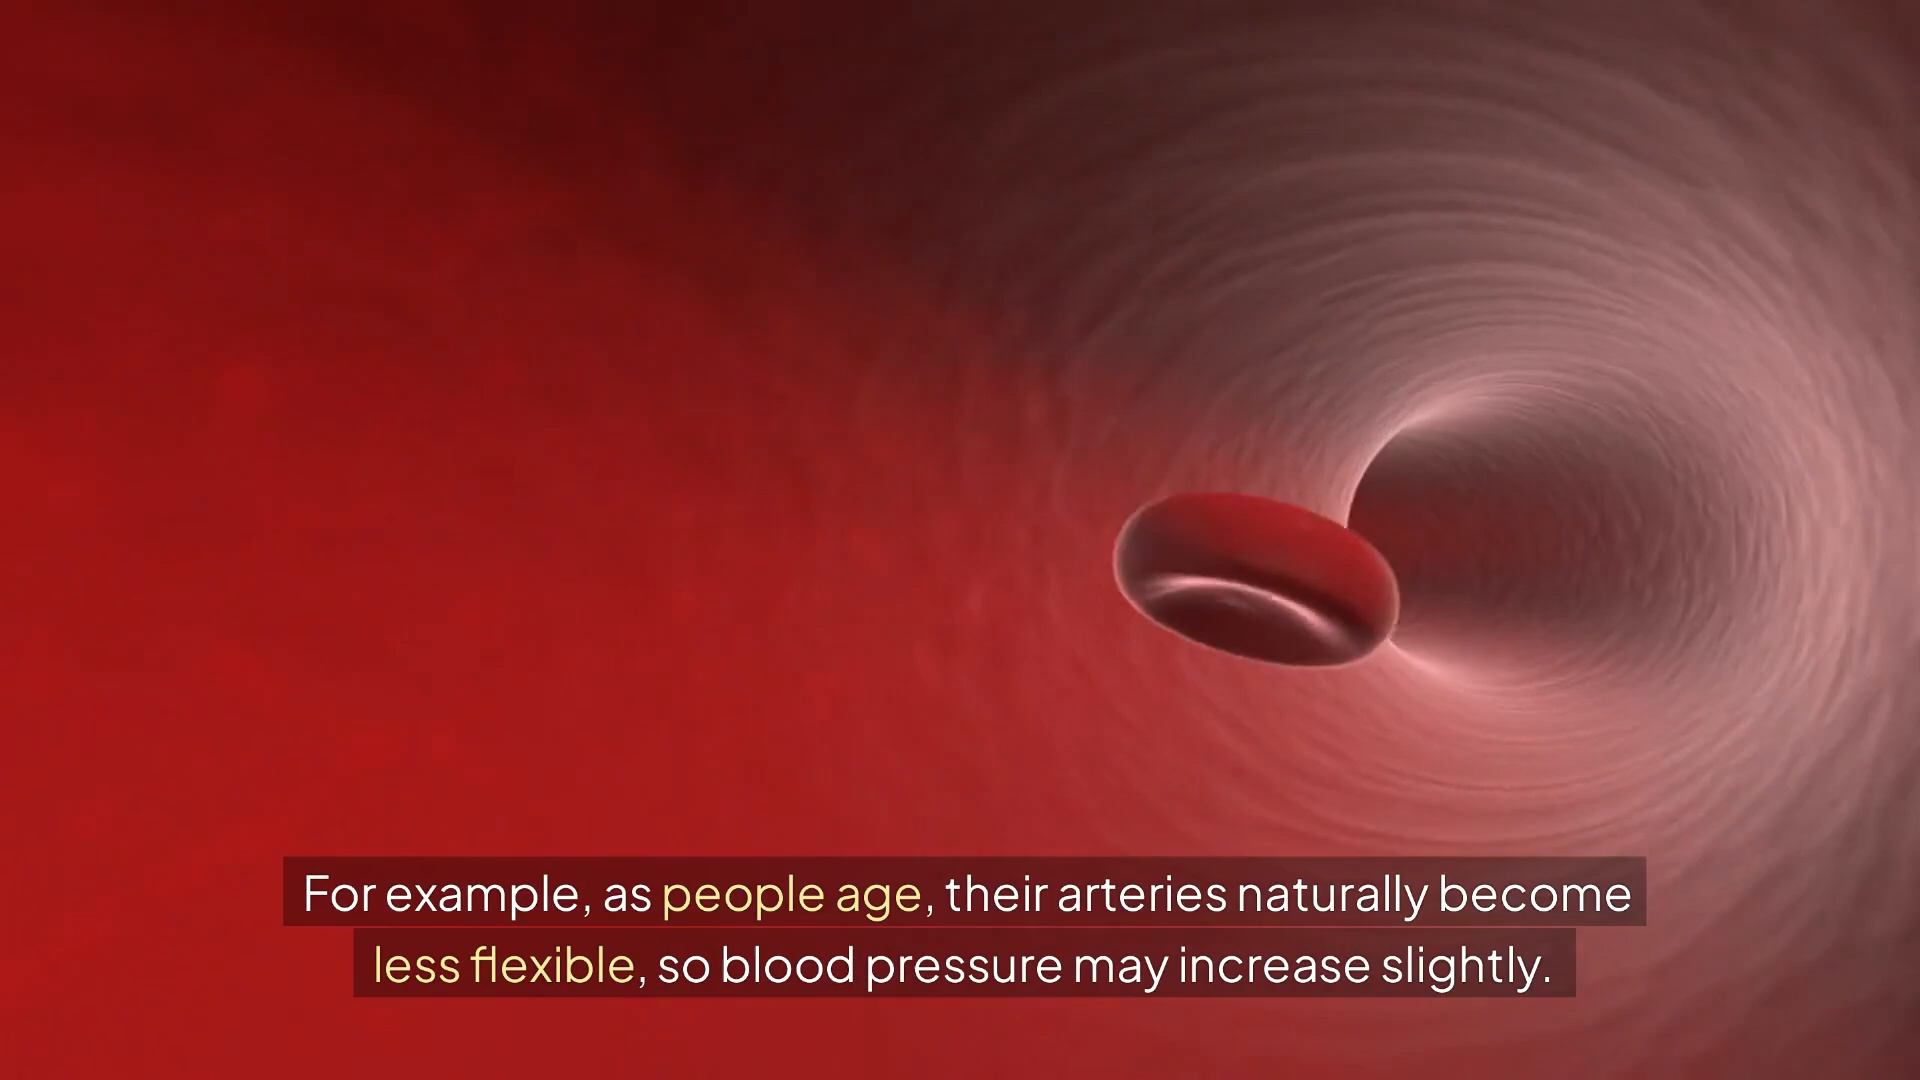 For example, as people age, their arteries naturally become
less flexible, so blood pressure may increase slightly.